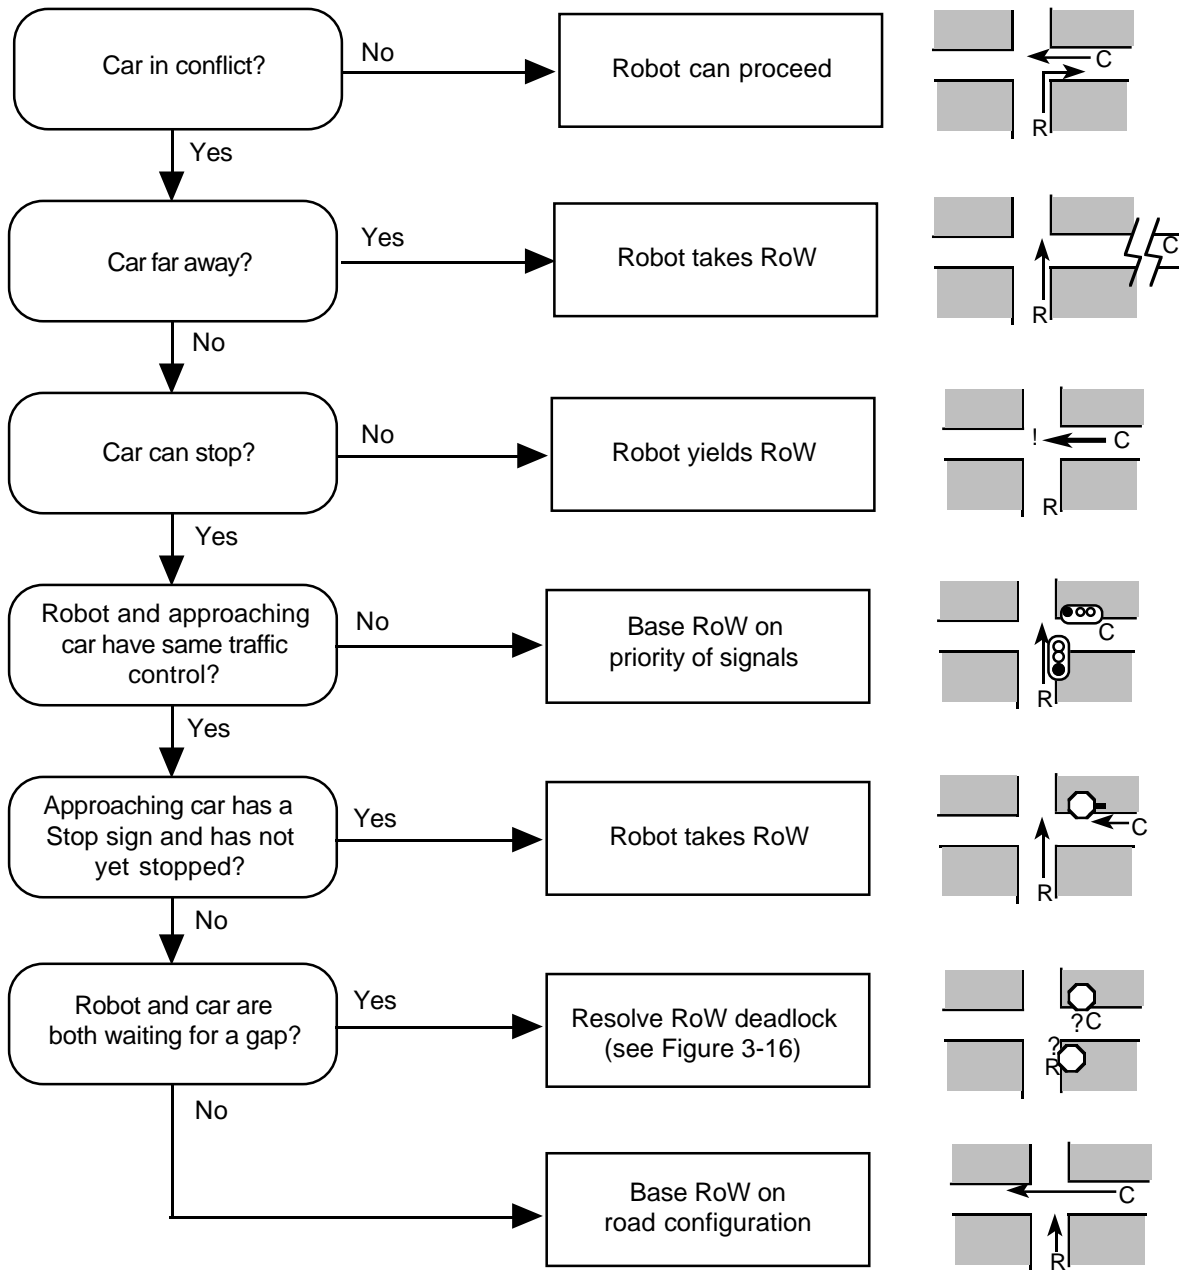 Car in conflict?
No
Robot can proceed
C
R
Yes
Car far away?
Yes
Robot takes RoW
C
R
No
Car can stop?
No
Robot yields RoW
! C
R
Yes
Robot and approaching
car have same traffic
control?
No
Base RoW on
priority of signals
C
R
Yes
Approaching car has a
Stop sign and has not
yet stopped?
Yes
Robot takes RoW
C
R
No
Robot and car are
both waiting for a gap?
Yes
Resolve RoW deadlock
(see Figure 3-16)
?C
?
R
No
Base RoW on
road configuration
C
R